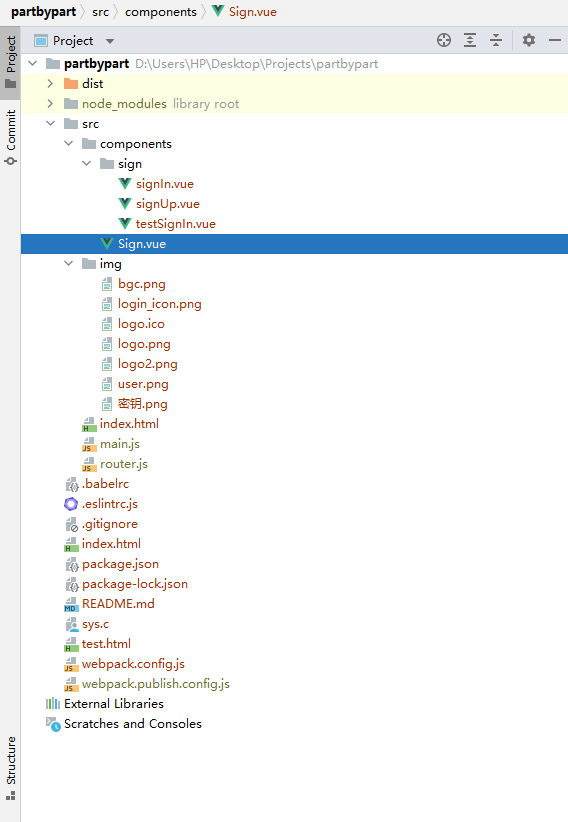 partbypart src components Sign.vue
Project
Project
Commit
Structure
partbypart D:\Users\HP\Desktop\Projects\partbypart
dist
node_modules library root
src
components
sign
signIn.vue
signUp.vue
testSignIn.vue
Sign.vue
img
bgc.png
login_icon.png
logo.ico
logo.png
logo2.png
user.png
密钥.png
index.html
main.js
router.js
.babelrc
.eslintrc.js
.gitignore
index.html
package.json
package-lock.json
README.md
sys.c
test.html
webpack.config.js
webpack.publish.config.js
External Libraries
Scratches and Consoles